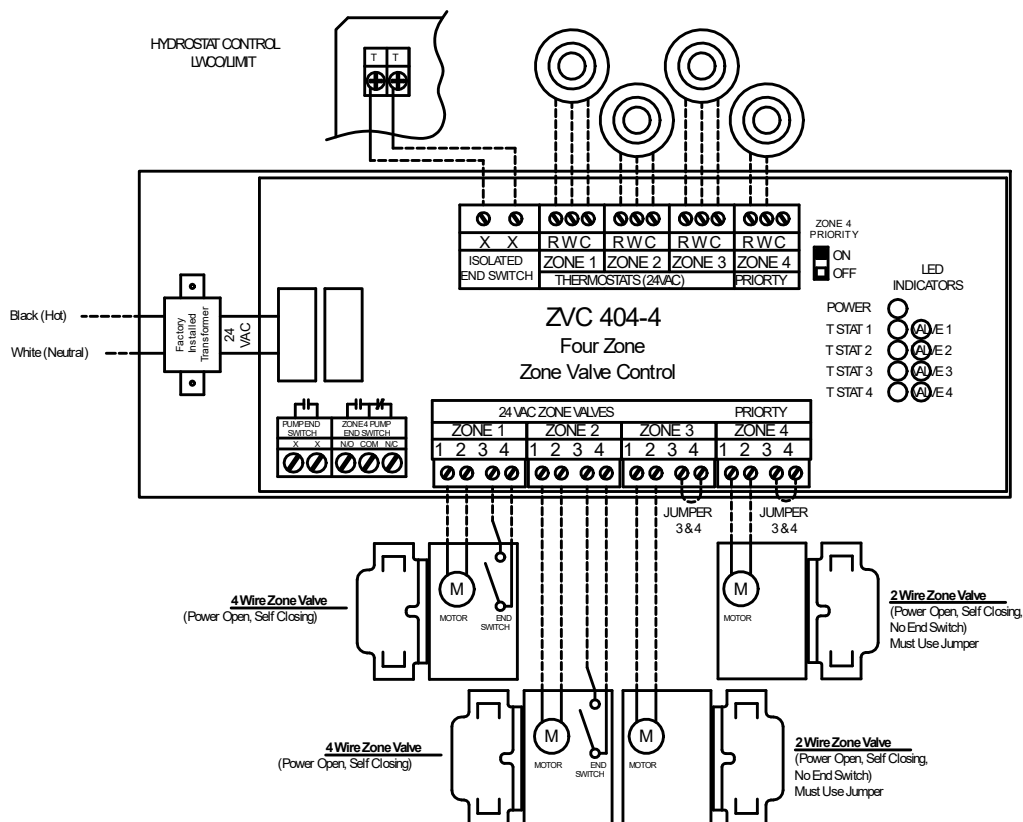 HYDROSTAT CONTROL
LWCO/LIMIT
T T
X X
R W C R W C R W C R W C
ISOLATED
END SWITCH
ZONE 1 ZONE 2 ZONE 3 ZONE 4
THERMOSTATS (24VAC) PRIORTY
ZONE 4
PRIORITY
ON
OFF
LED
INDICATORS
POWER
T STAT 1 VALVE 1
T STAT 2 VALVE 2
T STAT 3 VALVE 3
T STAT 4 VALVE 4
Black (Hot)
White (Neutral)
Factory
Installed
Transformer
24
VAC
ZVC 404-4
Four Zone
Zone Valve Control
PUMP END
SWITCH
X X
ZONE 4 PUMP
END SWITCH
N/O COM N/C
24 VAC ZONE VALVES PRIORTY
ZONE 1 ZONE 2 ZONE 3 ZONE 4
1 2 3 4 1 2 3 4 1 2 3 4 1 2 3 4
JUMPER
3 & 4
JUMPER
3 & 4
4 Wire Zone Valve
(Power Open, Self Closing)
M
MOTOR
END
SWITCH
M
MOTOR
2 Wire Zone Valve
(Power Open, Self Closing,
No End Switch)
Must Use Jumper
4 Wire Zone Valve
(Power Open, Self Closing)
M
MOTOR
END
SWITCH
M
MOTOR
2 Wire Zone Valve
(Power Open, Self Closing,
No End Switch)
Must Use Jumper